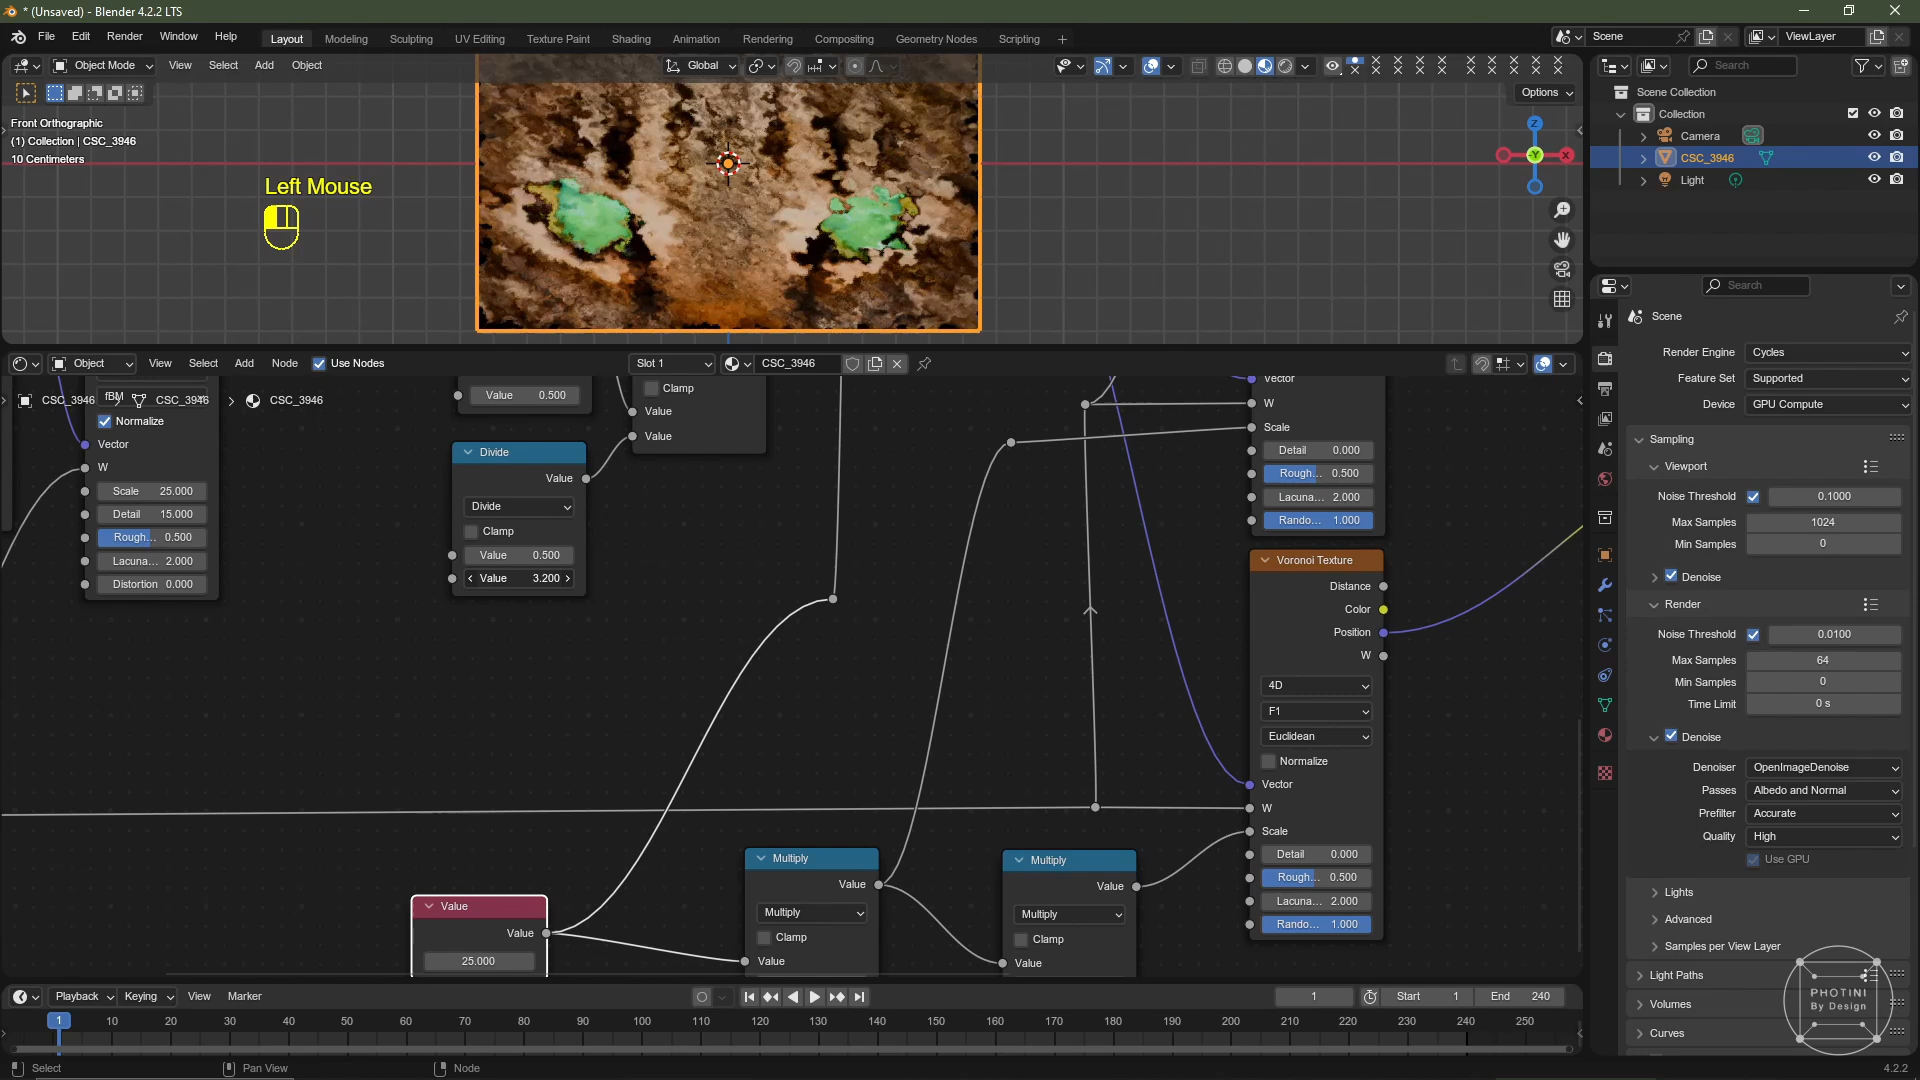 * (Unsaved) - Blender 4.2.2 LTS
File Edit Render Window Help Layout Modeling Sculpting UV Editing Texture Paint Shading Animation Rendering Compositing Geometry Nodes Scripting + Scene ViewLayer
Object Mode View Select Add Object Global Search
Options
Front Orthographic
(1) Collection | CSC_3946
10 Centimeters
Left Mouse
Z
Y
X
Scene Collection
Collection
Camera
CSC_3946
Light
Search
Scene
Render Engine Cycles
Feature Set Supported
Device GPU Compute
Sampling
Viewport
Noise Threshold 0.1000
Max Samples 1024
Min Samples 0
Denoise
Render
Noise Threshold 0.0100
Max Samples 64
Min Samples 0
Time Limit 0 s
Denoise
Denoiser OpenImageDenoise
Passes Albedo and Normal
Prefilter Accurate
Quality High
Use GPU
Lights
Advanced
Samples per View Layer
Light Paths
Volumes
Curves
Object View Select Add Node Use Nodes Slot 1 CSC_3946
CSC_3946 CSC_3946 CSC_3946
fBM
Normalize
Vector
W
Scale 25.000
Detail 15.000
Rough... 0.500
Lacuna... 2.000
Distortion 0.000
Value 0.500
Clamp
Value
Value
Divide
Value
Divide
Clamp
Value 0.500
Value 3.200
Vector
W
Scale
Detail 0.000
Rough... 0.500
Lacuna... 2.000
Rando... 1.000
Voronoi Texture
Distance
Color
Position
W
4D
F1
Euclidean
Normalize
Vector
W
Scale
Detail 0.000
Rough... 0.500
Lacuna... 2.000
Rando... 1.000
Value
Value
25.000
Multiply
Value
Multiply
Clamp
Value
Multiply
Value
Multiply
Clamp
Value
PHOTINI
By Design
Playback Keying View Marker 1 Start 1 End 240
1 10 20 30 40 50 60 70 80 90 100 110 120 130 140 150 160 170 180 190 200 210 220 230 240 250
Select Pan View Node 4.2.2